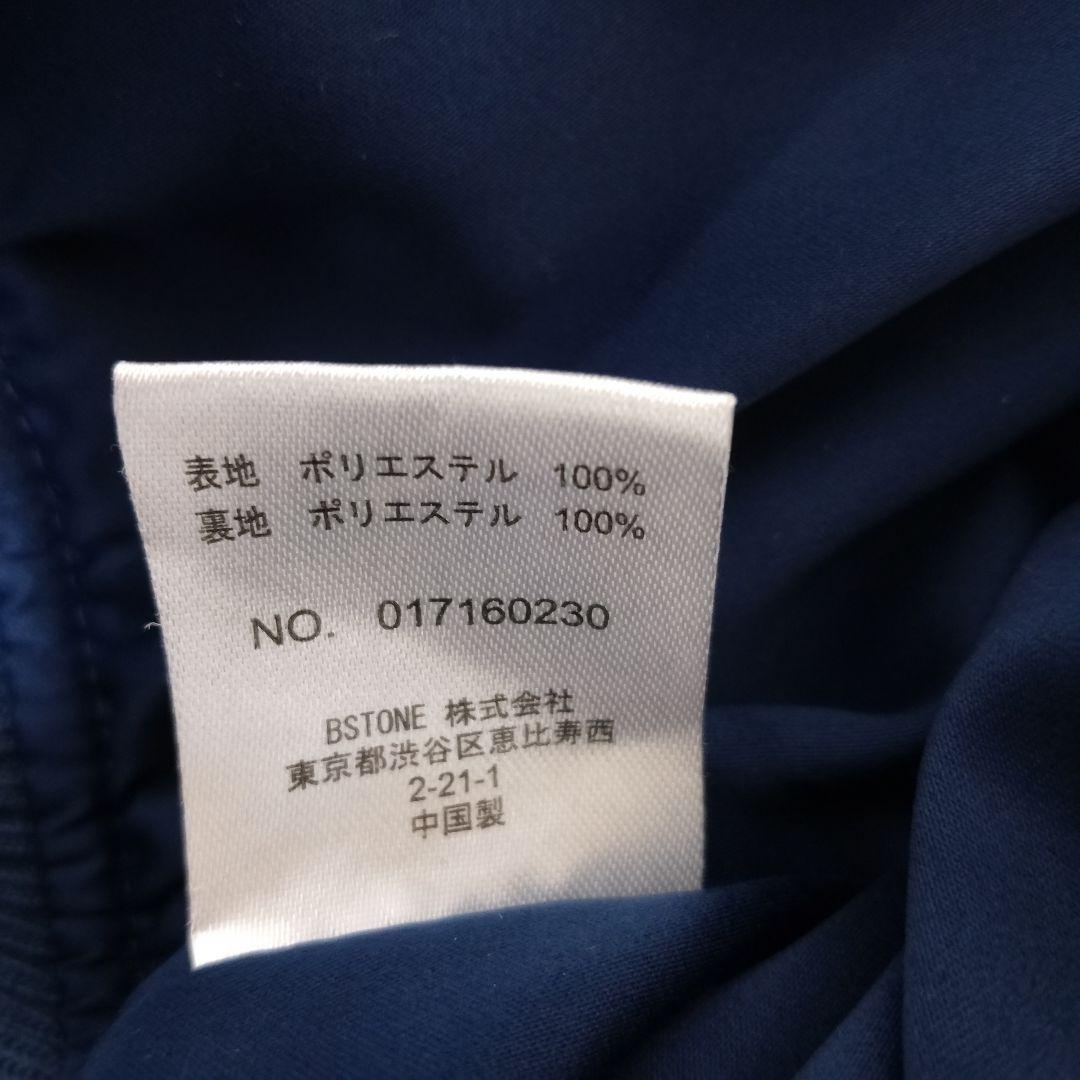 表地 ポリエステル 100%
裏地 ポリエステル 100%
NO. 017160230
BSTONE 株式会社
東京都渋谷区恵比寿西
2-21-1
中国製